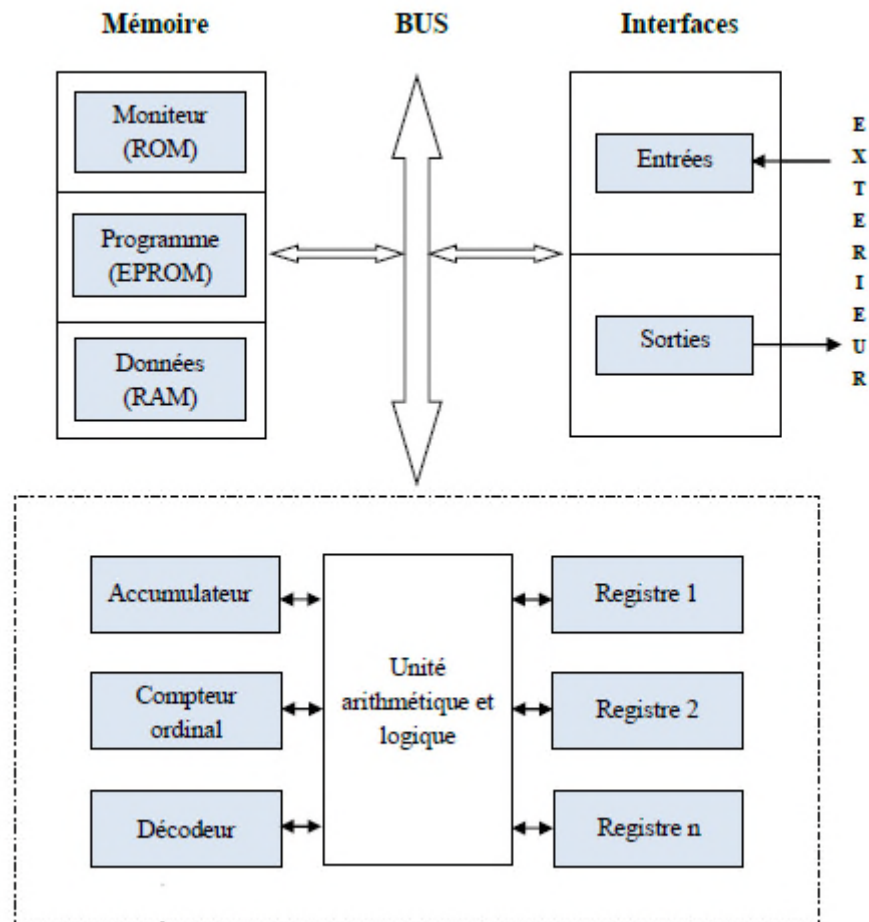 Mémoire
BUS
Interfaces
Moniteur
(ROM)
Programme
(EPROM)
Données
(RAM)
Entrées
Sorties
EXTERIEUR
Accumulateur
Compteur
ordinal
Décodeur
Unité
arithmétique et
logique
Registre 1
Registre 2
Registre n